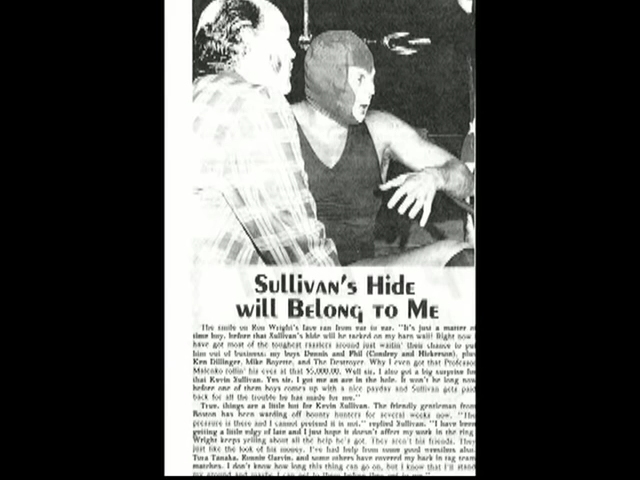 Sullivan's Hide
will Belong to Me
The smile on Ron Wright's face ran from ear to ear. "It's just a matter of
time boy, before that Sullivan's hide will be tacked on my barn wall! Right now I
have got most of the toughest rasslers around just waitin' their chance to put
him out of business: my boys Dennis and Phil (Condrey and Hickerson), plus
Ken Dillinger, Mike Boyette, and The Destroyer. Why I even got that Professor
Malenko rollin' his eyes at that $5,000.00. Well sir, I also got a big surprise for
that Kevin Sullivan. Yes sir, I got me an ace in the hole. It won't be long now
before one of them boys comes up with a nice payday and Sullivan gets paid
back for all the trouble he has made for me."
True, things are a little hot for Kevin Sullivan. The friendly gentleman from
Boston has been warding off bounty hunters for several weeks now. "The
pressure is there and I cannot pretend it is not," replied Sullivan. "I have been
getting a little edgy of late and I just hope it doesn't affect my work in the ring.
Wright keeps yelling about all the help he's got. They aren't his friends. They
just like the look of his money. I've had help from some good wrestlers also.
Toru Tanaka, Ronnie Garvin, and some others have covered my back in tag team
matches. I don't know how long this thing can go on, but I know that I'll stand